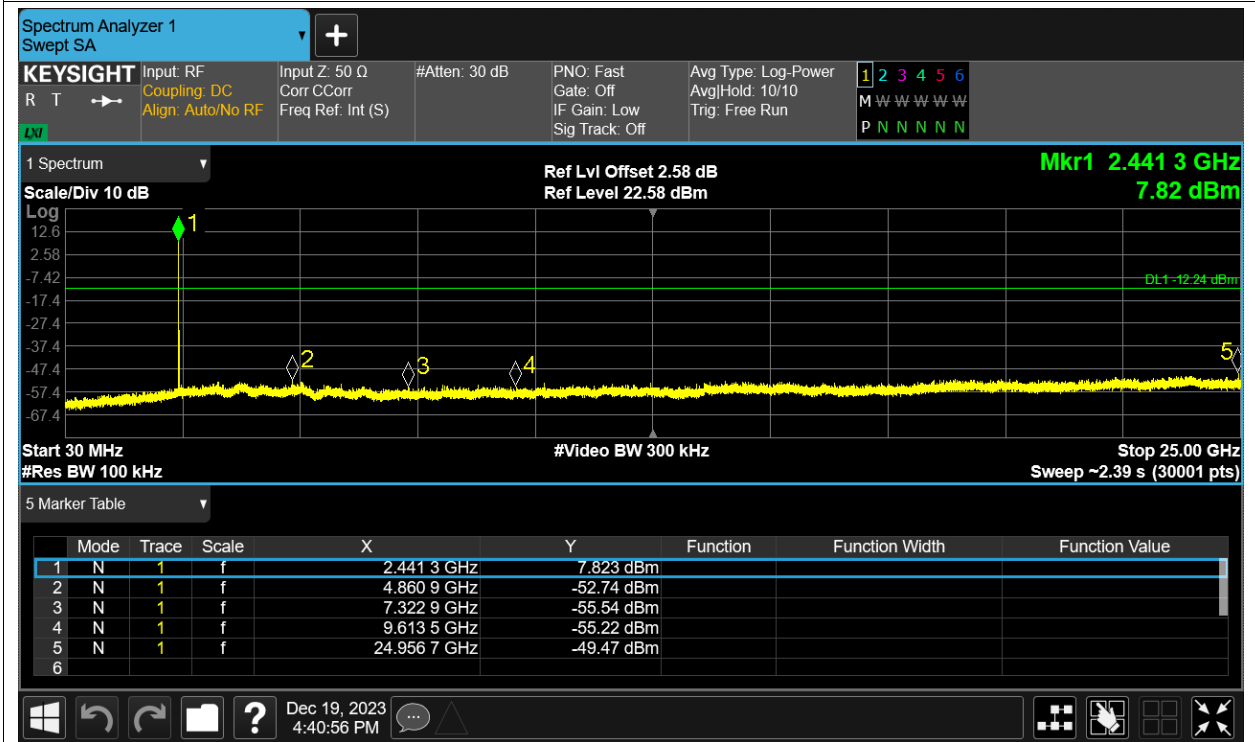 Spectrum Analyzer 1
Swept SA
+
KEYSIGHT
R T
LXI
Input: RF
Coupling: DC
Align: Auto/No RF
Input Z: 50 Ω
Corr CCorr
Freq Ref: Int (S)
#Atten: 30 dB
PNO: Fast
Gate: Off
IF Gain: Low
Sig Track: Off
Avg Type: Log-Power
Avg|Hold: 10/10
Trig: Free Run
1 2 3 4 5 6
M W W W W W
P N N N N N
1 Spectrum
Scale/Div 10 dB
Ref Lvl Offset 2.58 dB
Ref Level 22.58 dBm
Mkr1 2.441 3 GHz
7.82 dBm
Log
12.6
2.58
-7.42
-17.4
-27.4
-37.4
-47.4
-57.4
-67.4
1
2
3
4
5
DL1 -12.24 dBm
Start 30 MHz
#Res BW 100 kHz
#Video BW 300 kHz
Stop 25.00 GHz
Sweep ~2.39 s (30001 pts)
5 Marker Table
Mode Trace Scale X Y Function Function Width Function Value
1 N 1 f 2.441 3 GHz 7.823 dBm
2 N 1 f 4.860 9 GHz -52.74 dBm
3 N 1 f 7.322 9 GHz -55.54 dBm
4 N 1 f 9.613 5 GHz -55.22 dBm
5 N 1 f 24.956 7 GHz -49.47 dBm
6
?
Dec 19, 2023
4:40:56 PM